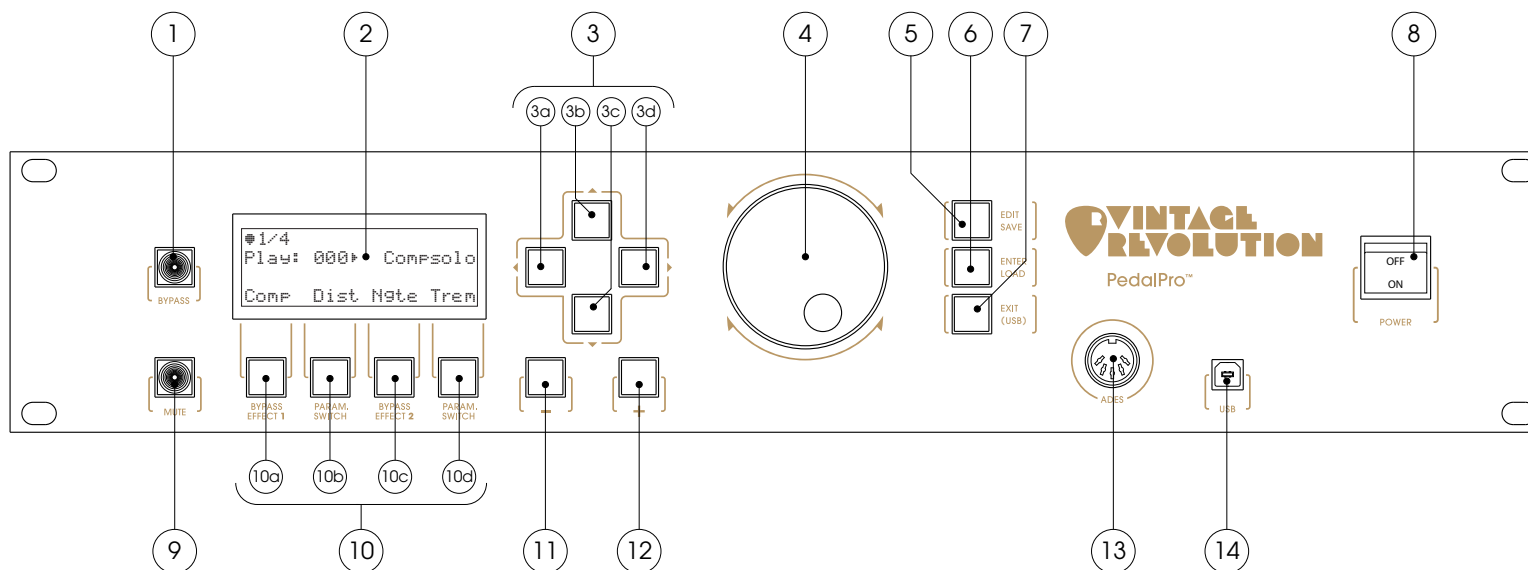 1 2 3 4 5 6 7 8
3a 3b 3c 3d
1/4
Play: 000 Compsolo
Comp Dist Ngte Trem
BYPASS
MUTE
BYPASS EFFECT 1
PARAM. SWITCH
BYPASS EFFECT 2
PARAM. SWITCH
-
+
EDIT SAVE
ENTER LOAD
EXIT (USB)
VINTAGE
REVOLUTION
PedalPro™
OFF
ON
POWER
ADES
USB
10a 10b 10c 10d
9 10 11 12 13 14